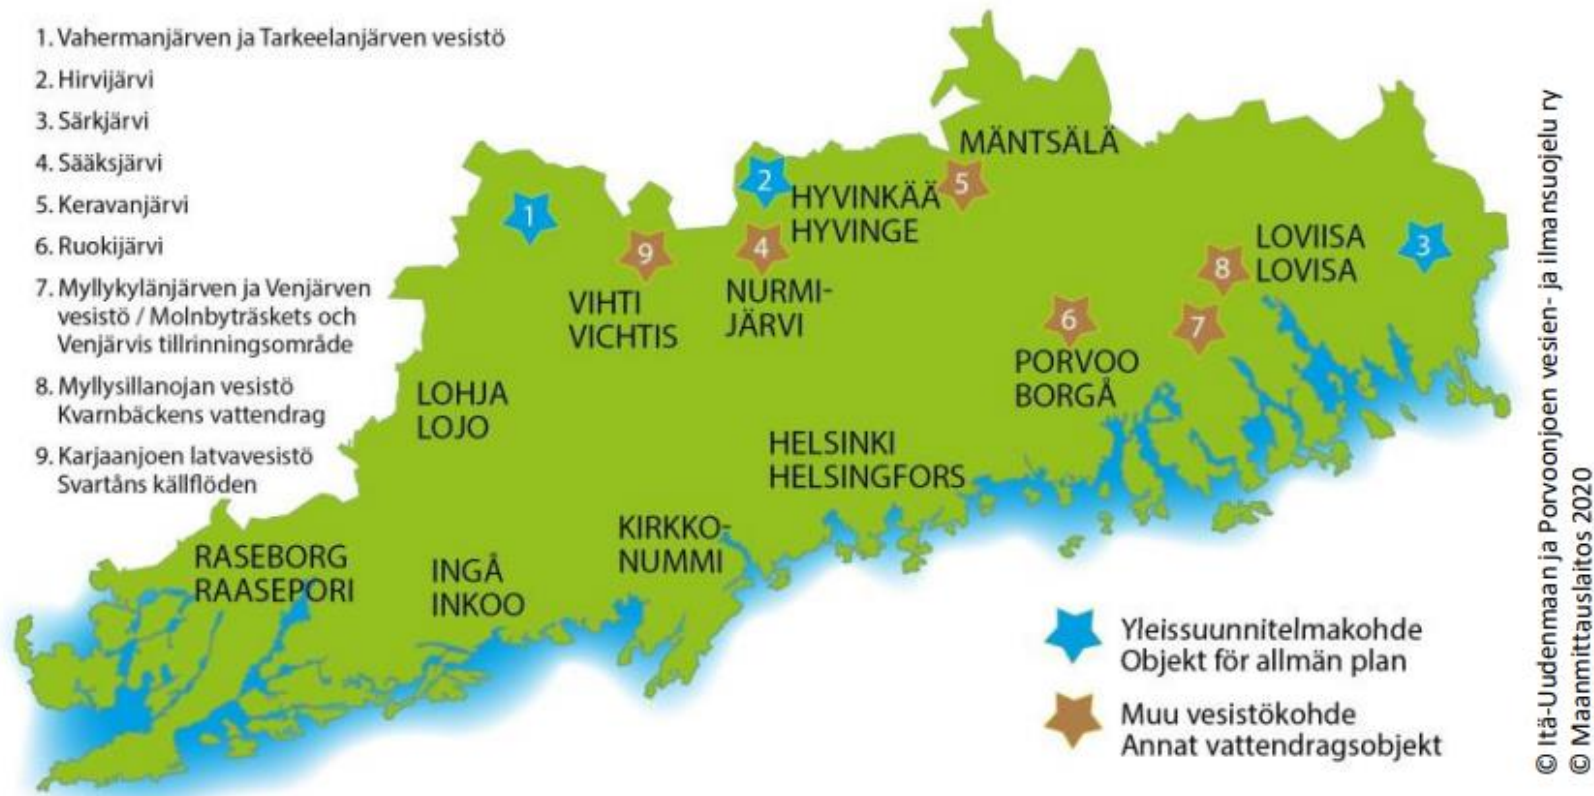 1. Vahermanjärven ja Tarkeelanjärven vesistö
2. Hirvijärvi
3. Särkjärvi
4. Sääksjärvi
5. Keravanjärvi
6. Ruokijärvi
7. Myllykylänjärven ja Venjärven
vesistö / Molnbyträskets och
Venjärvis tillrinningsområde
8. Myllysillanojan vesistö
Kvarnbäckens vattendrag
9. Karjaanjoen latvavesistö
Svartåns källflöden
MÄNTSÄLÄ
2
5
HYVINKÄÄ
HYVINGE
1
9
4
LOVIISA
LOVISA
3
8
VIHTI
VICHTIS
NURMI-
JÄRVI
6
7
PORVOO
BORGÅ
LOHJA
LOJO
HELSINKI
HELSINGFORS
KIRKKO-
NUMMI
RASEBORG
RAASEPORI
INGÅ
INKOO
Yleissuunnitelmakohde
Objekt för allmän plan
Muu vesistökohde
Annat vattendragsobjekt
© Itä-Uudenmaan ja Porvoonjoen vesien- ja ilmansuojelu ry
© Maanmittauslaitos 2020